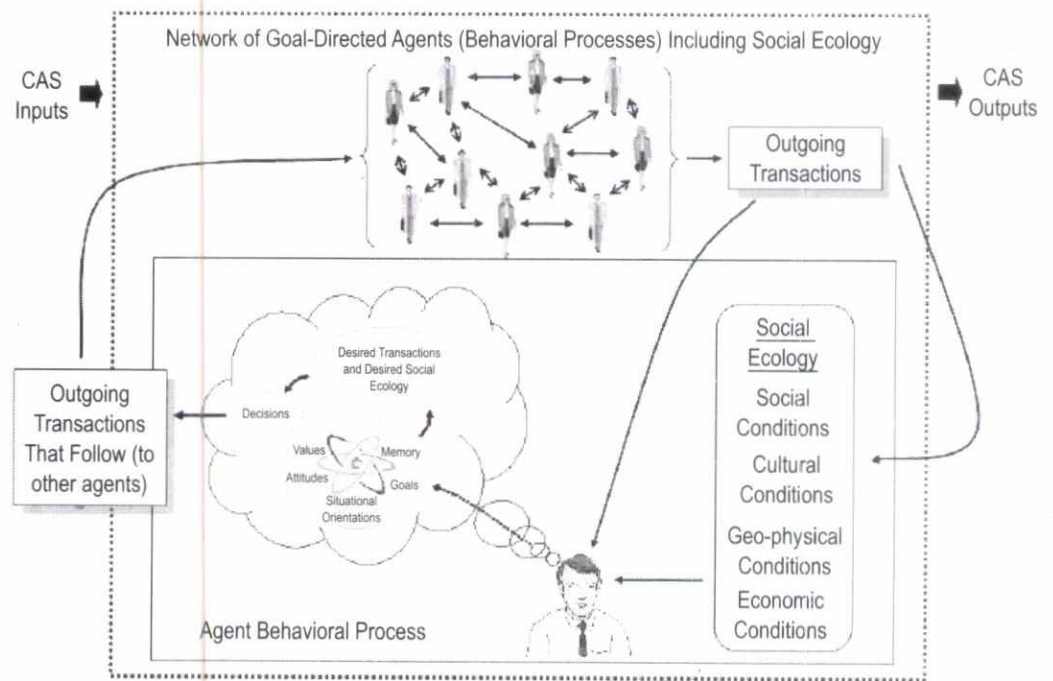 Network of Goal-Directed Agents (Behavioral Processes) Including Social Ecology
CAS
Inputs
CAS
Outputs
Outgoing
Transactions
Desired Transactions
and Desired Social
Ecology
Decisions
Values
Memory
Attitudes
Goals
Situational
Orientations
Outgoing
Transactions
That Follow (to
other agents)
Social
Ecology
Social
Conditions
Cultural
Conditions
Geo-physical
Conditions
Economic
Conditions
Agent Behavioral Process